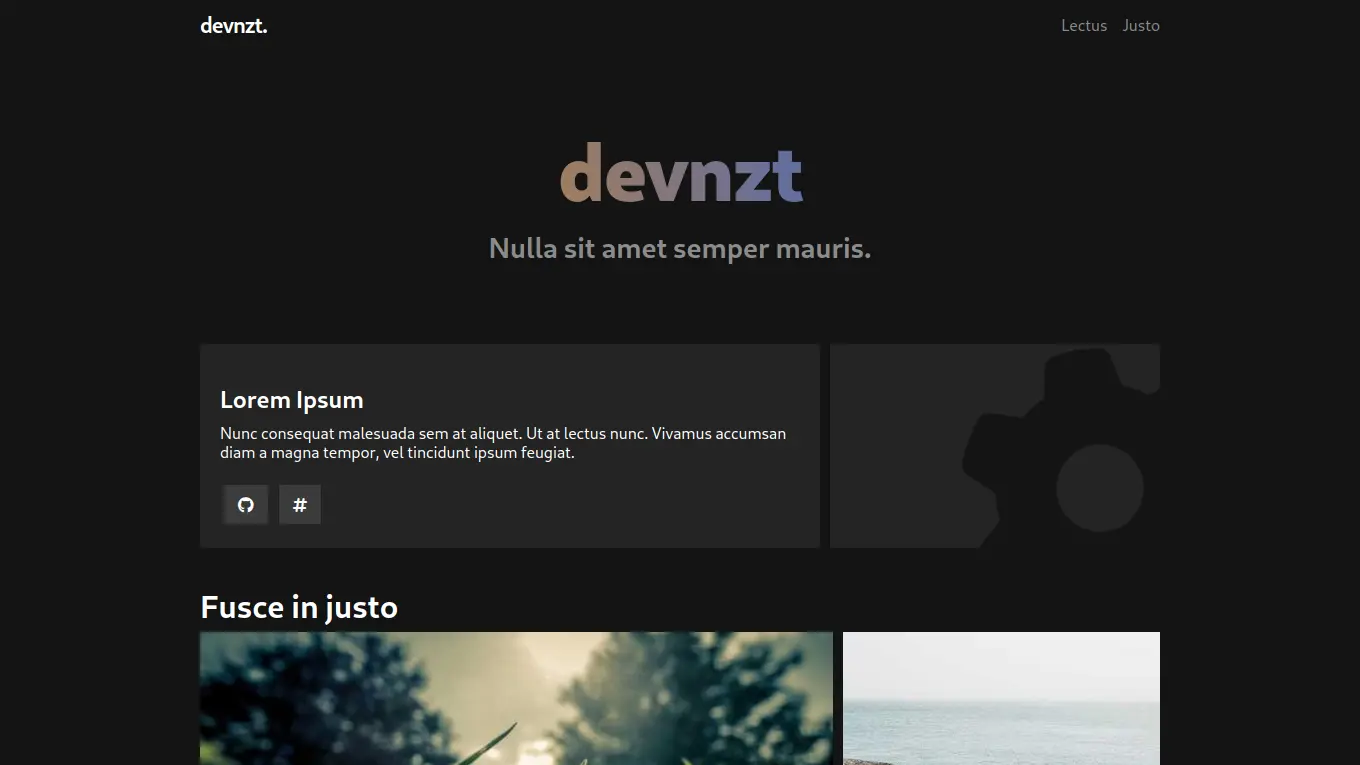 devnzt.
Lectus Justo
devnzt
Nulla sit amet semper mauris.
Lorem Ipsum
Nunc consequat malesuada sem at aliquet. Ut at lectus nunc. Vivamus accumsan
diam a magna tempor, vel tincidunt ipsum feugiat.
#
Fusce in justo